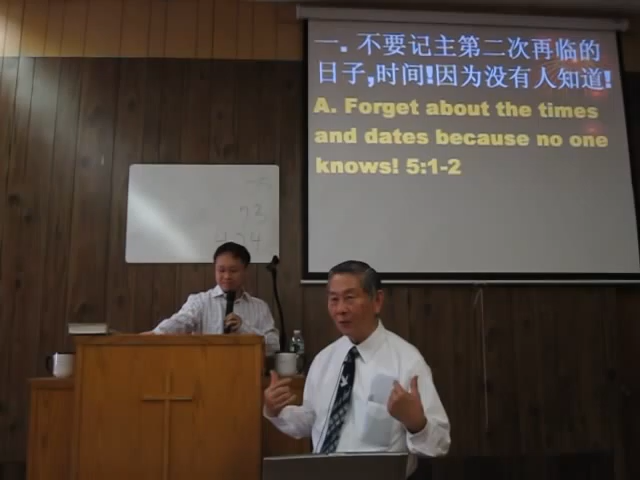 一. 不要记主第二次再临的
日子,时间!因为没有人知道!
A. Forget about the times
and dates because no one
knows! 5:1-2
73